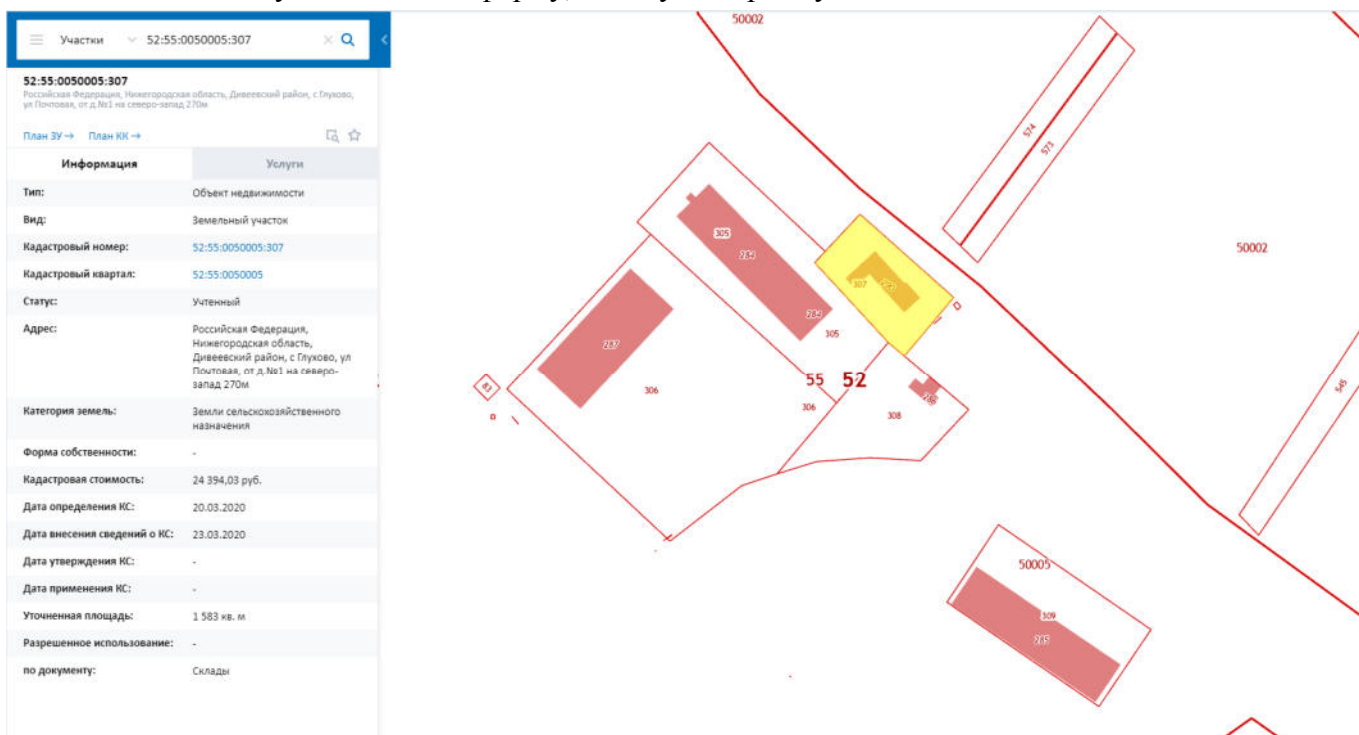 Участки 52:55:0050005:307
52:55:0050005:307
Российская Федерация, Нижегородская область, Дивеевский район, с Глухово,
ул Почтовая, от д.№1 на северо-запад 270м
План ЗУ → План КК →
Информация Услуги
Тип: Объект недвижимости
Вид: Земельный участок
Кадастровый номер: 52:55:0050005:307
Кадастровый квартал: 52:55:0050005
Статус: Учтенный
Адрес: Российская Федерация,
Нижегородская область,
Дивеевский район, с Глухово, ул
Почтовая, от д.№1 на северо-
запад 270м
Категория земель: Земли сельскохозяйственного
назначения
Форма собственности: -
Кадастровая стоимость: 24 394,03 руб.
Дата определения КС: 20.03.2020
Дата внесения сведений о КС: 23.03.2020
Дата утверждения КС: -
Дата применения КС: -
Уточненная площадь: 1 583 кв. м
Разрешенное использование: -
по документу: Склады
50002
574
573
50002
305
284
307
284
305
287
306
55 52
306
308
83
545
50005
309
285